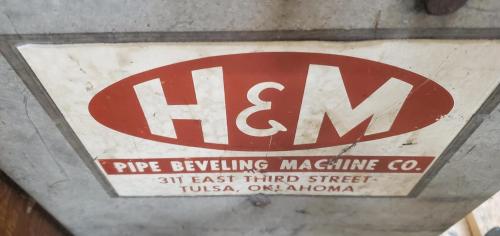 H&M
PIPE BEVELING MACHINE CO.
311 EAST THIRD STREET
TULSA, OKLAHOMA